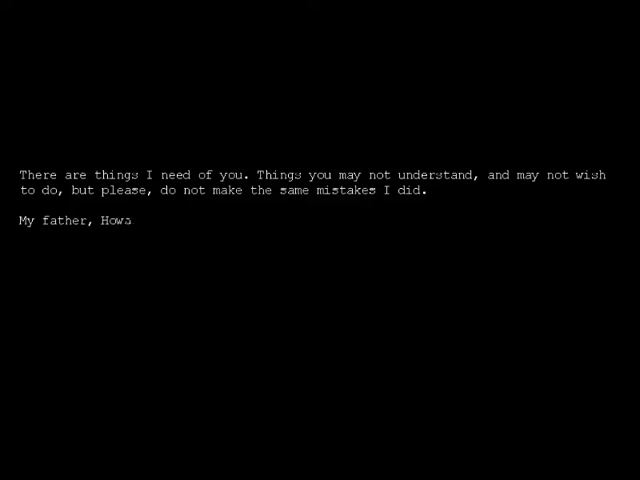 There are things I need of you. Things you may not understand, and may not wish
to do, but please, do not make the same mistakes I did.
My father, Howa